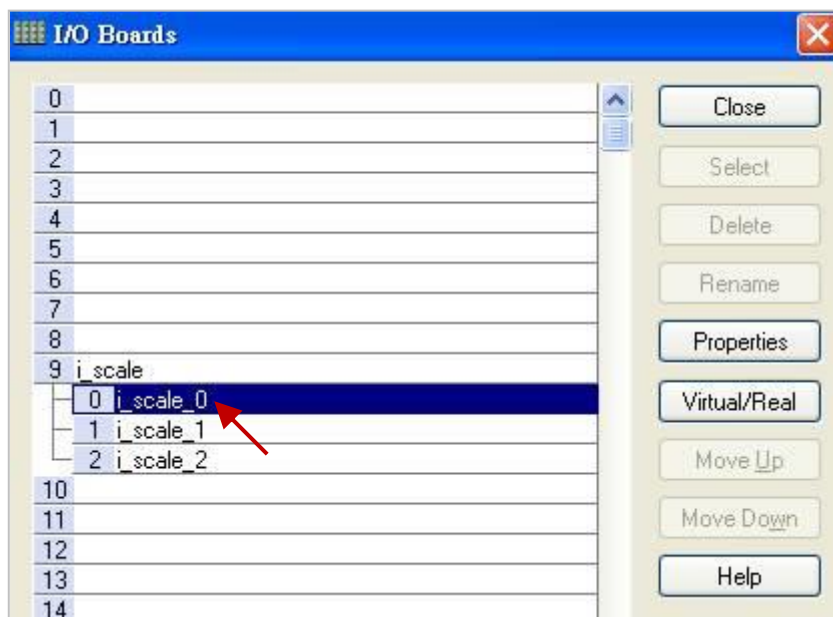 I/O Boards
0
1
2
3
4
5
6
7
8
9 i_scale
0 i_scale_0
1 i_scale_1
2 i_scale_2
10
11
12
13
14
Close
Select
Delete
Rename
Properties
Virtual/Real
Move Up
Move Down
Help